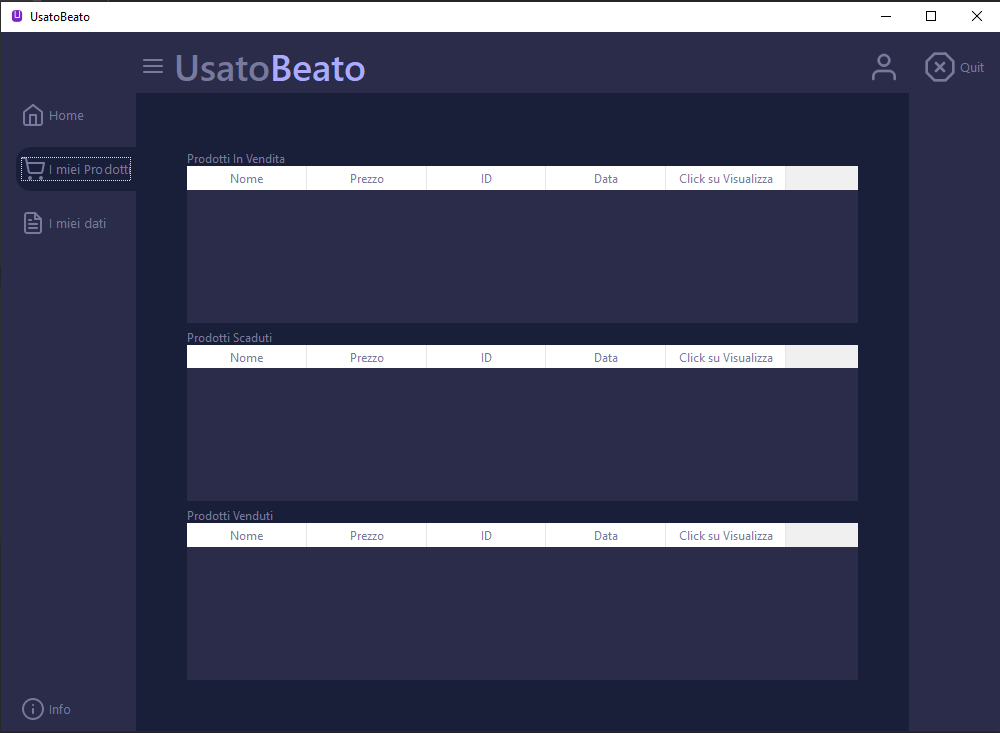 UsatoBeato
UsatoBeato
Quit
Home
I miei Prodotti
I miei dati
Prodotti In Vendita
Nome Prezzo ID Data Click su Visualizza
Prodotti Scaduti
Nome Prezzo ID Data Click su Visualizza
Prodotti Venduti
Nome Prezzo ID Data Click su Visualizza
Info